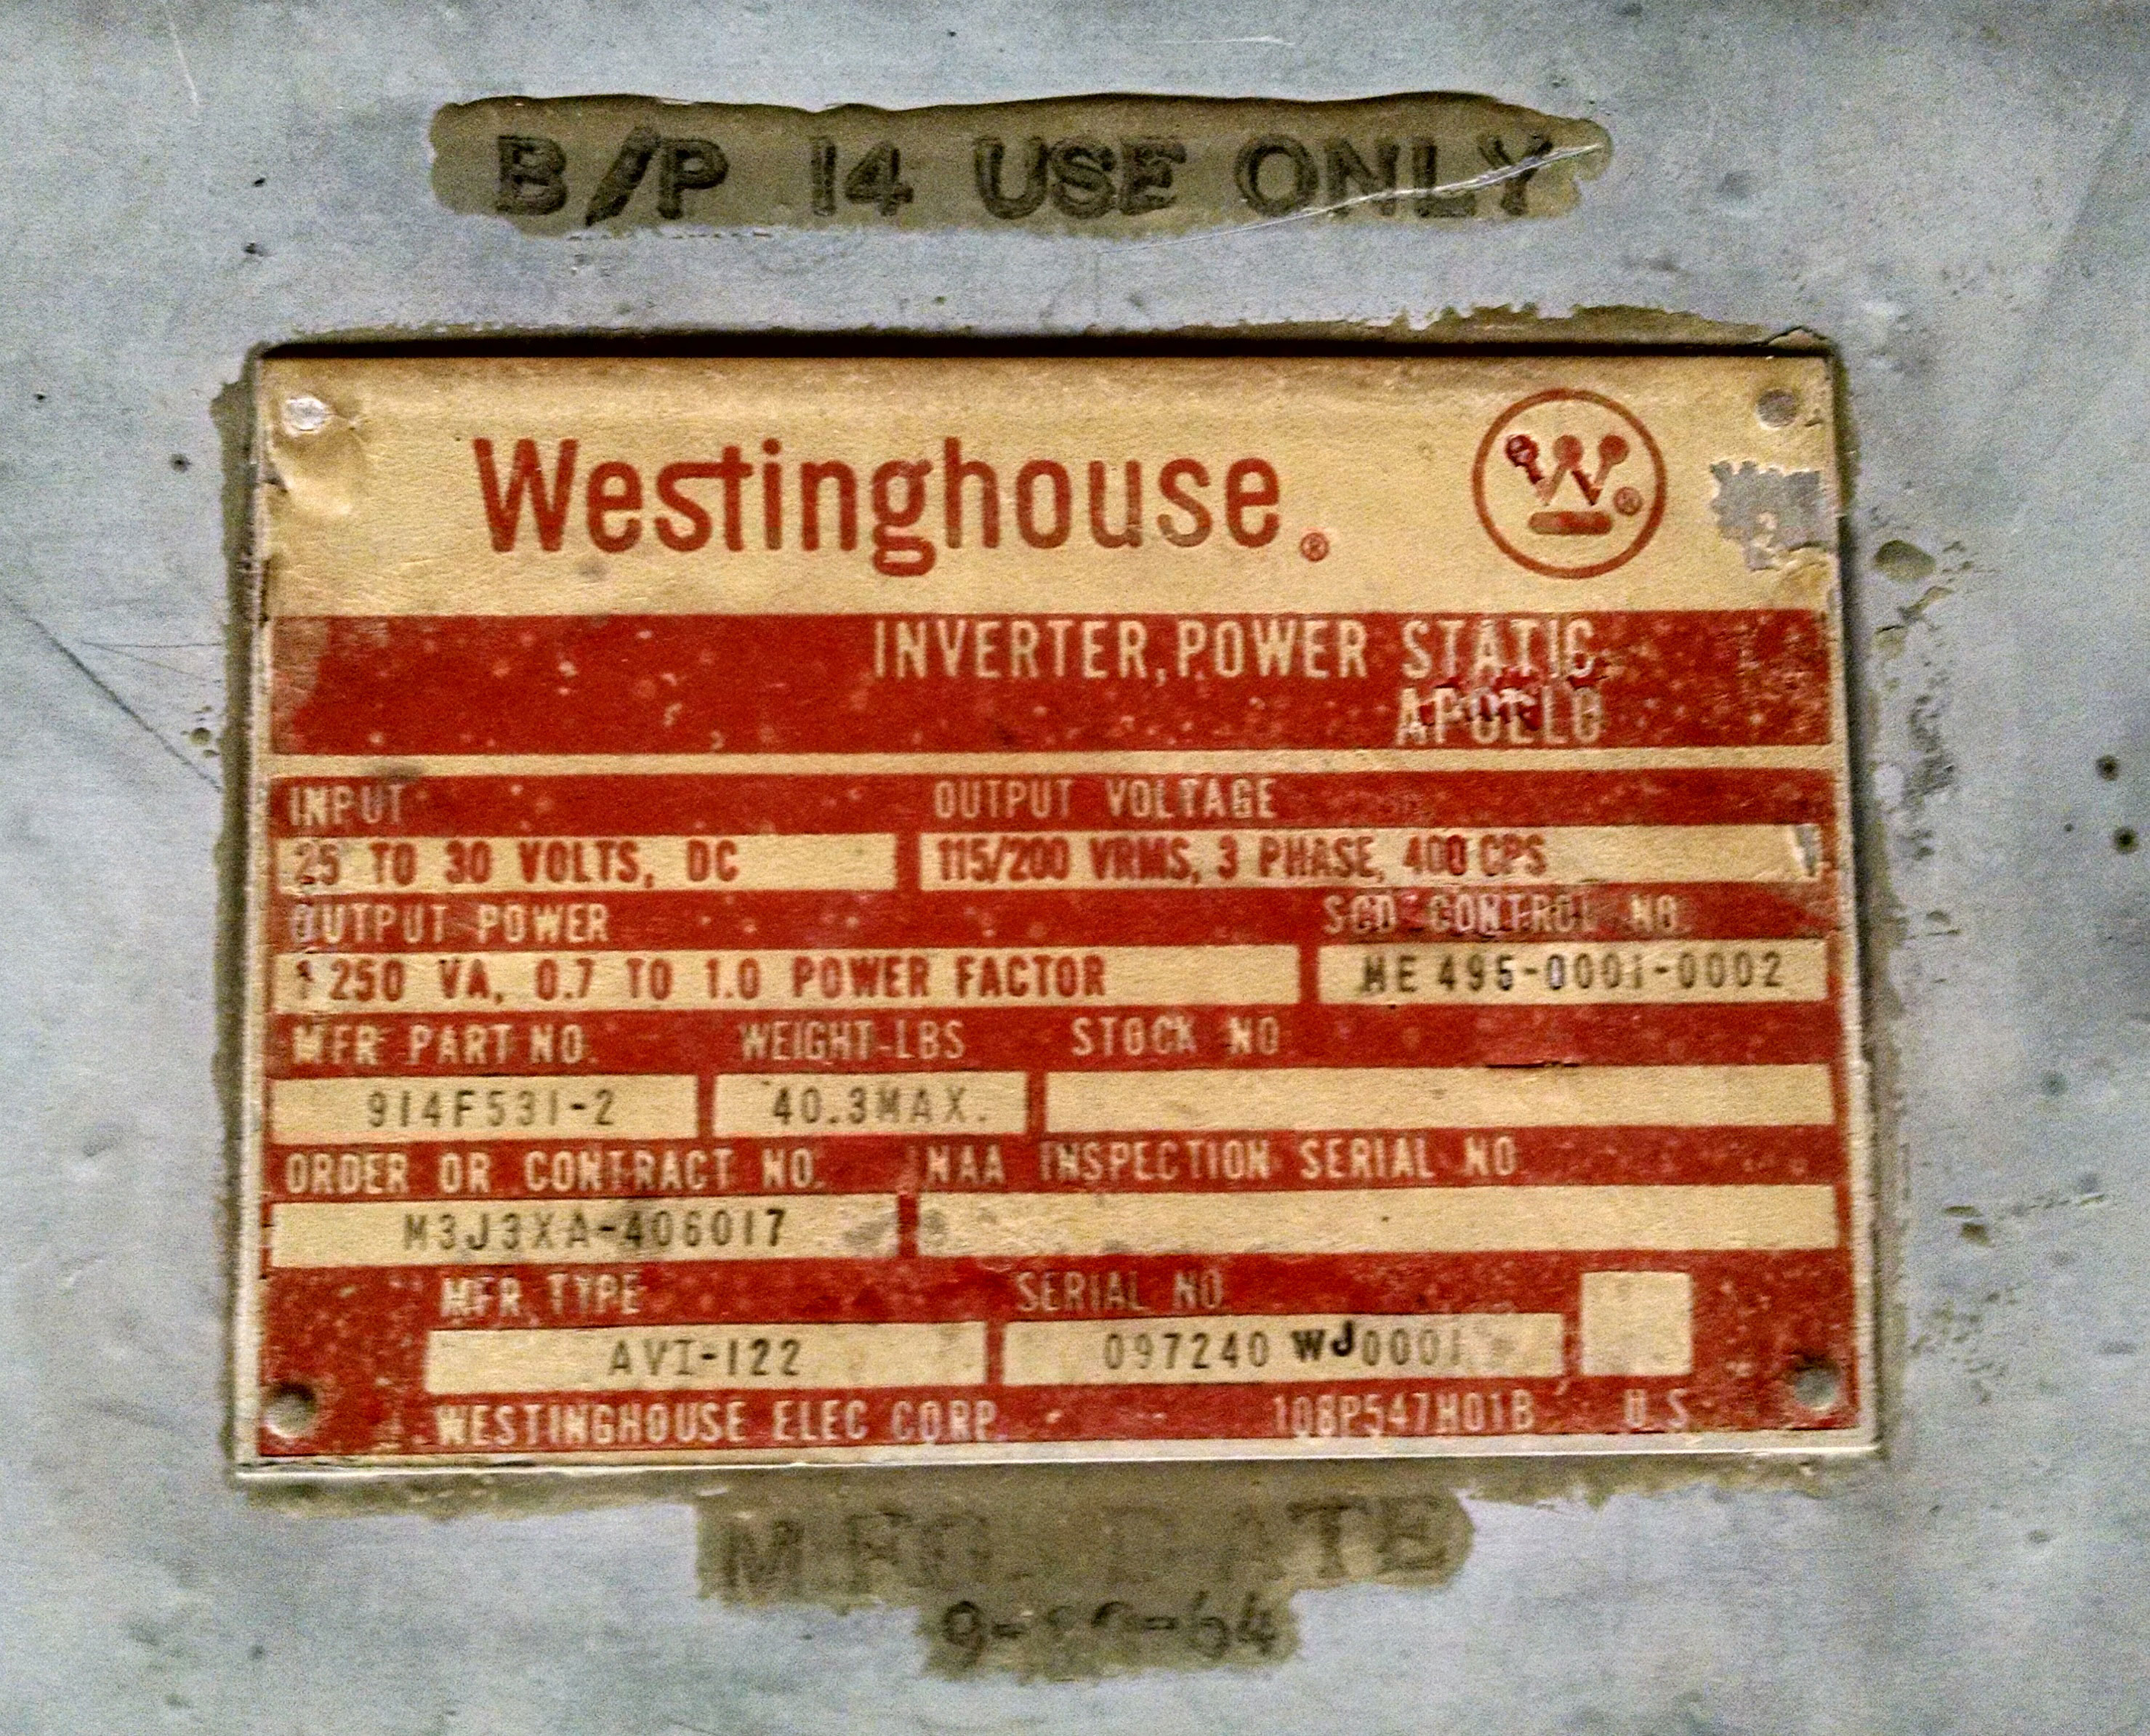 B/P 14 USE ONLY
Westinghouse®
W®
INVERTER, POWER STATIC
APOLLO
INPUT OUTPUT VOLTAGE
25 TO 30 VOLTS, DC 115/200 VRMS, 3 PHASE, 400 CPS
OUTPUT POWER SCD CONTROL NO.
1250 VA, 0.7 TO 1.0 POWER FACTOR ME 495-0001-0002
MFR PART NO. WEIGHT-LBS STOCK NO
914F531-2 40.3MAX.
ORDER OR CONTRACT NO. NAA INSPECTION SERIAL NO
M3J3XA-406017
MFR TYPE SERIAL NO.
AVI-122 097240 WJ0001
WESTINGHOUSE ELEC CORP. 108P547H01B U S
MFG. DATE